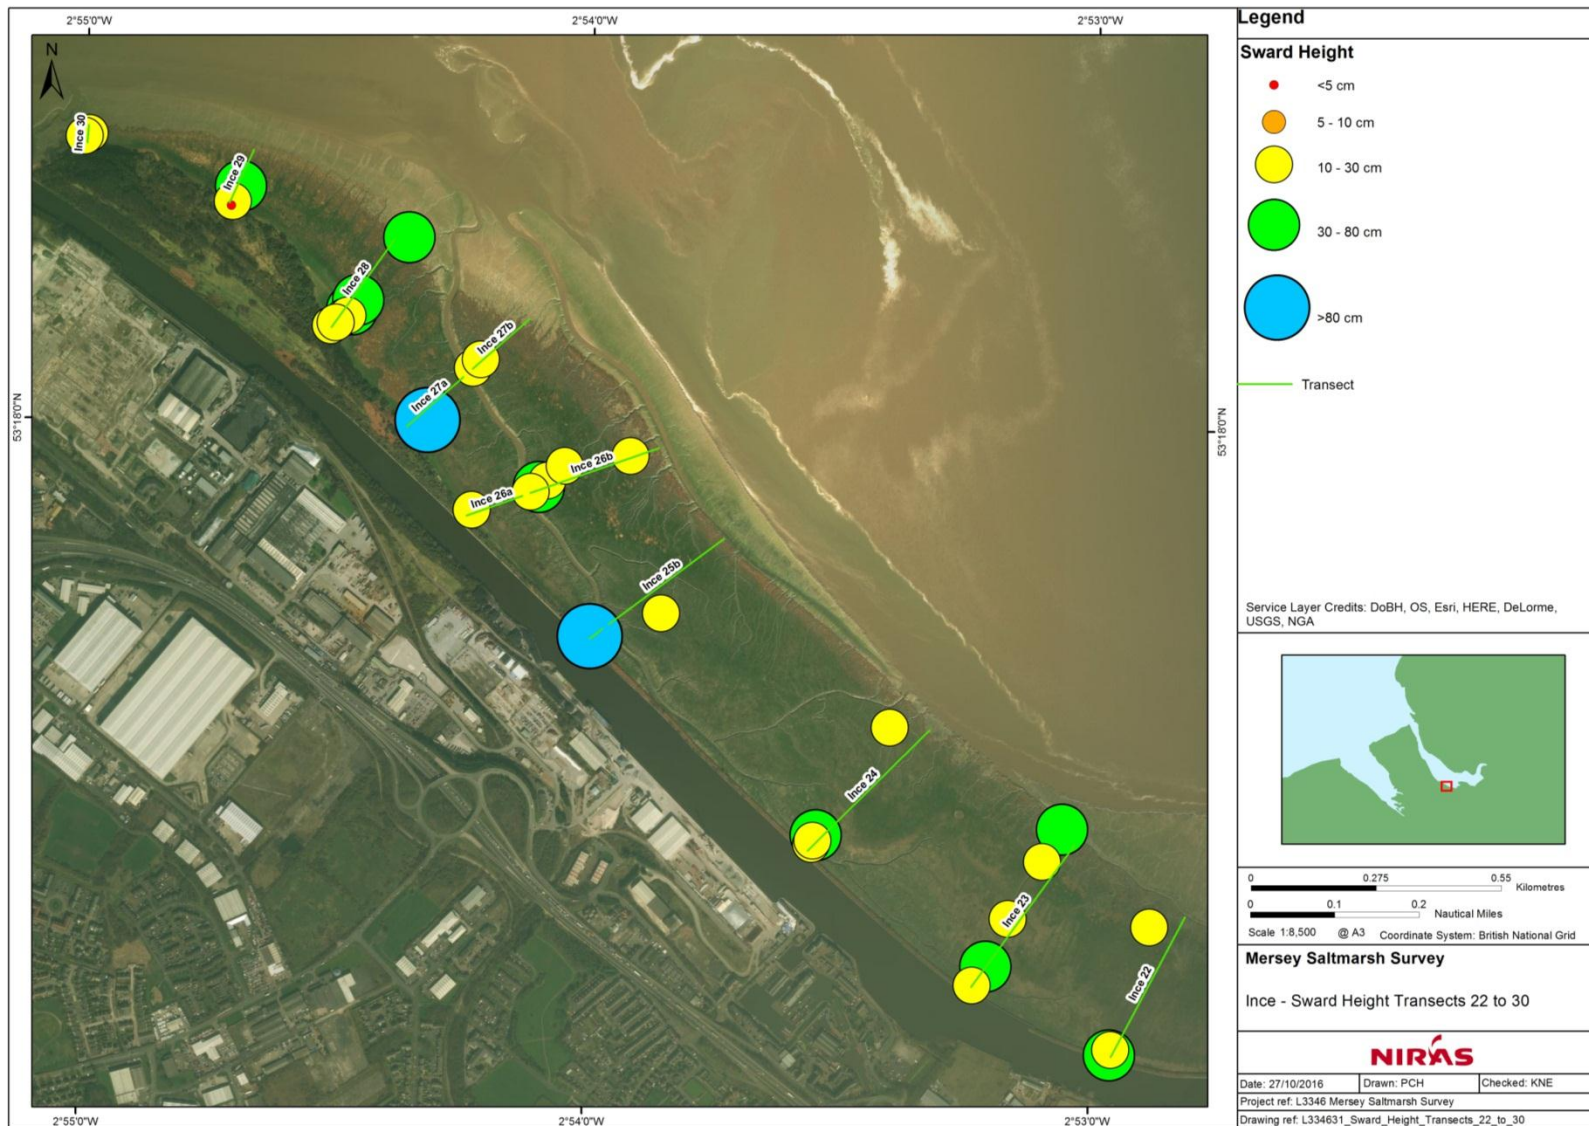 2°55'0"W
2°54'0"W
2°53'0"W
N
Ince 30
Ince 29
Ince 28
Ince 27b
Ince 27a
53°18'0"N
53°18'0"N
Ince 26b
Ince 26a
Ince 25b
Ince 24
Ince 23
Ince 22
2°55'0"W
2°54'0"W
2°53'0"W
Legend
Sward Height
<5 cm
5 - 10 cm
10 - 30 cm
30 - 80 cm
>80 cm
Transect
Service Layer Credits: DoBH, OS, Esri, HERE, DeLorme,
USGS, NGA
0 0.275 0.55
Kilometres
0 0.1 0.2
Nautical Miles
Scale 1:8,500 @ A3 Coordinate System: British National Grid
Mersey Saltmarsh Survey
Ince - Sward Height Transects 22 to 30
NIRAS
Date: 27/10/2016 Drawn: PCH Checked: KNE
Project ref: L3346 Mersey Saltmarsh Survey
Drawing ref: L334631_Sward_Height_Transects_22_to_30